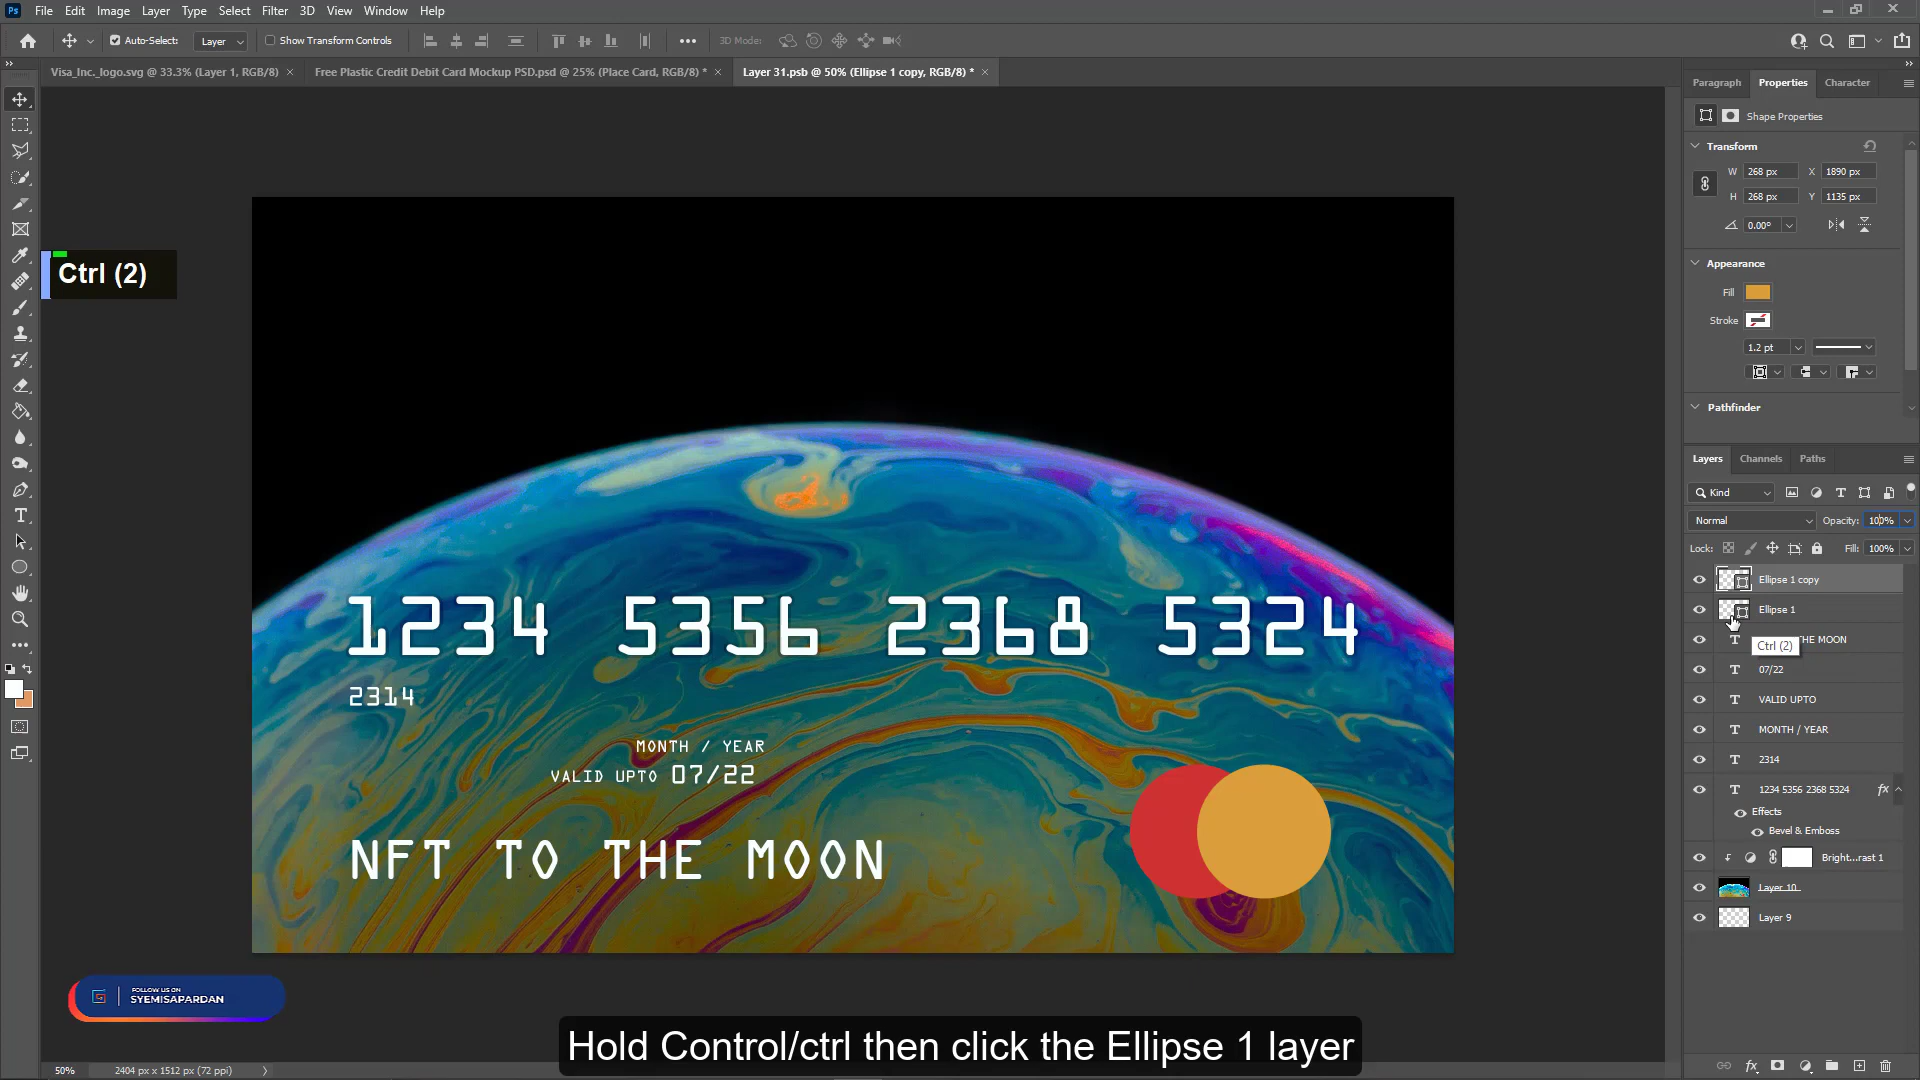 Ps File Edit Image Layer Type Select Filter 3D View Window Help
Auto-Select: Layer Show Transform Controls 3D Mode:
Visa_Inc._logo.svg @ 33.3% (Layer 1, RGB/8) Free Plastic Credit Debit Card Mockup PSD.psd @ 25% (Place Card, RGB/8) * Layer 31.psb @ 50% (Ellipse 1 copy, RGB/8) *
Paragraph Properties Character
Shape Properties
Transform
W 268 px X 1890 px
H 268 px Y 1135 px
0.00°
Appearance
Fill
Stroke
1.2 pt
Pathfinder
Layers Channels Paths
Kind
Normal Opacity: 100%
Lock: Fill: 100%
Ellipse 1 copy
Ellipse 1
HE MOON
Ctrl (2)
07/22
VALID UPTO
MONTH / YEAR
2314
1234 5356 2368 5324 fx
Effects
Bevel & Emboss
Bright...rast 1
Layer 10
Layer 9
Ctrl (2)
1234 5356 2368 5324
2314
MONTH / YEAR
VALID UPTO 07/22
NFT TO THE MOON
FOLLOW US ON
SYEMISAPARDAN
Hold Control/ctrl then click the Ellipse 1 layer
50% 2404 px x 1512 px (72 ppi)
fx